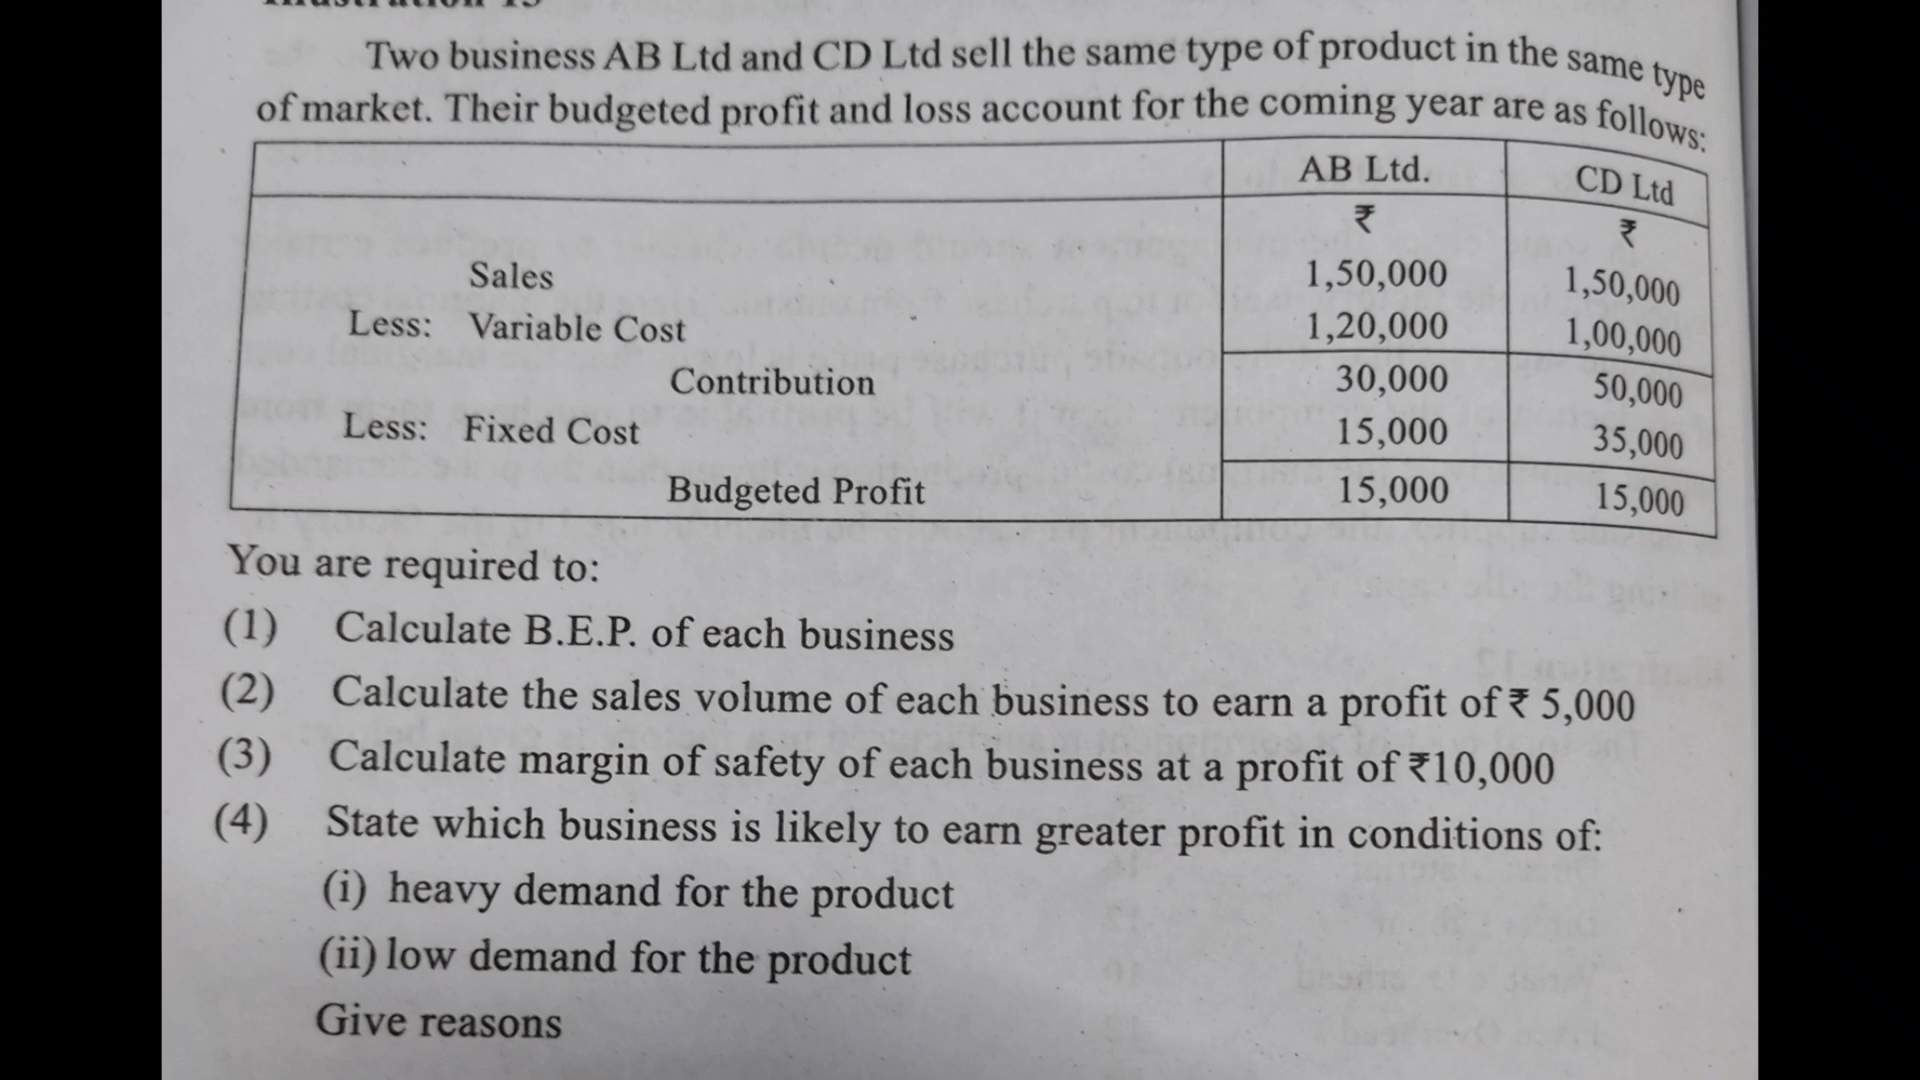 Two business AB Ltd and CD Ltd sell the same type of product in the same type
of market. Their budgeted profit and loss account for the coming year are as follows:
AB Ltd. CD Ltd
₹ ₹
Sales 1,50,000 1,50,000
Less: Variable Cost 1,20,000 1,00,000
Contribution 30,000 50,000
Less: Fixed Cost 15,000 35,000
Budgeted Profit 15,000 15,000
You are required to:
(1) Calculate B.E.P. of each business
(2) Calculate the sales volume of each business to earn a profit of ₹ 5,000
(3) Calculate margin of safety of each business at a profit of ₹10,000
(4) State which business is likely to earn greater profit in conditions of:
(i) heavy demand for the product
(ii) low demand for the product
Give reasons